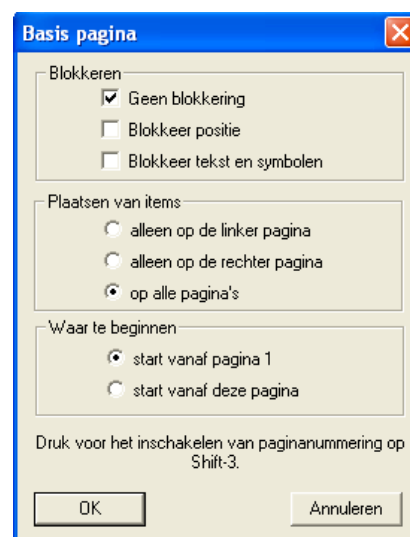 Basis pagina
Blokkeren
Geen blokkering
Blokkeer positie
Blokkeer tekst en symbolen
Plaatsen van items
alleen op de linker pagina
alleen op de rechter pagina
op alle pagina's
Waar te beginnen
start vanaf pagina 1
start vanaf deze pagina
Druk voor het inschakelen van paginanummering op
Shift-3.
OK Annuleren